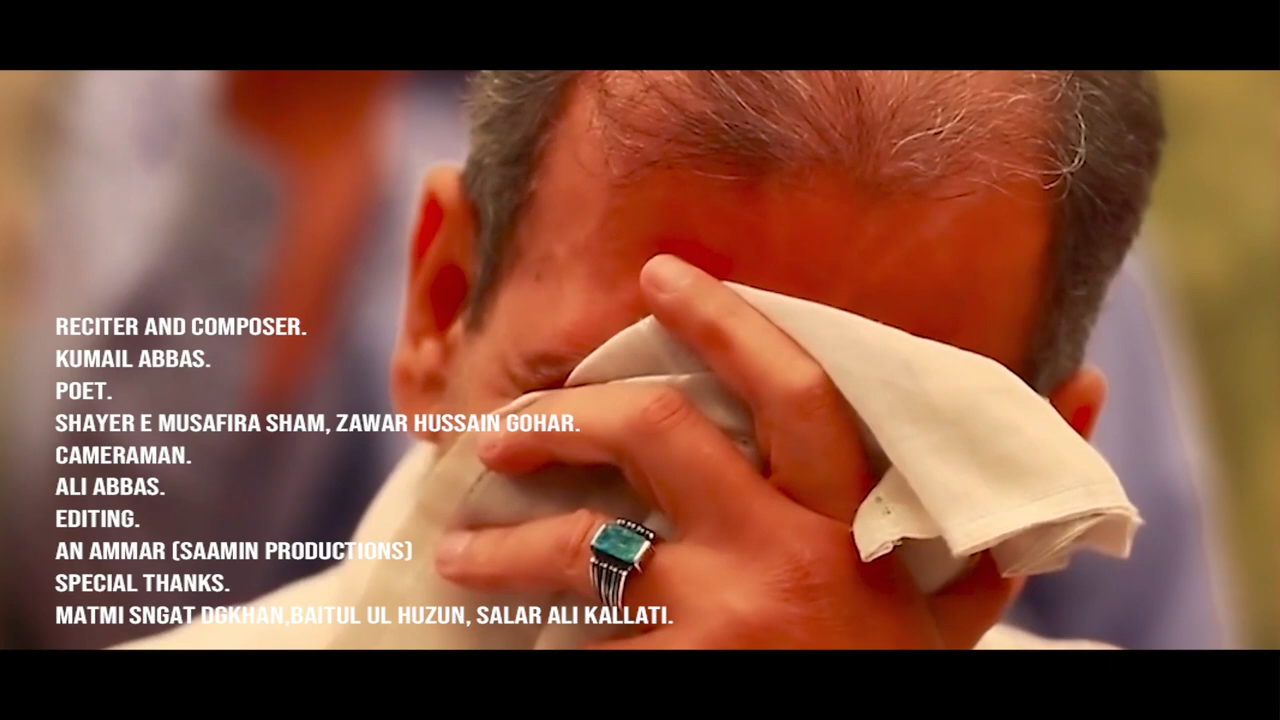 RECITER AND COMPOSER.
KUMAIL ABBAS.
POET.
SHAYER E MUSAFIRA SHAM, ZAWAR HUSSAIN GOHAR.
CAMERAMAN.
ALI ABBAS.
EDITING.
AN AMMAR (SAAMIN PRODUCTIONS)
SPECIAL THANKS.
MATMI SNGAT DGKHAN,BAITUL UL HUZUN, SALAR ALI KALLATI.